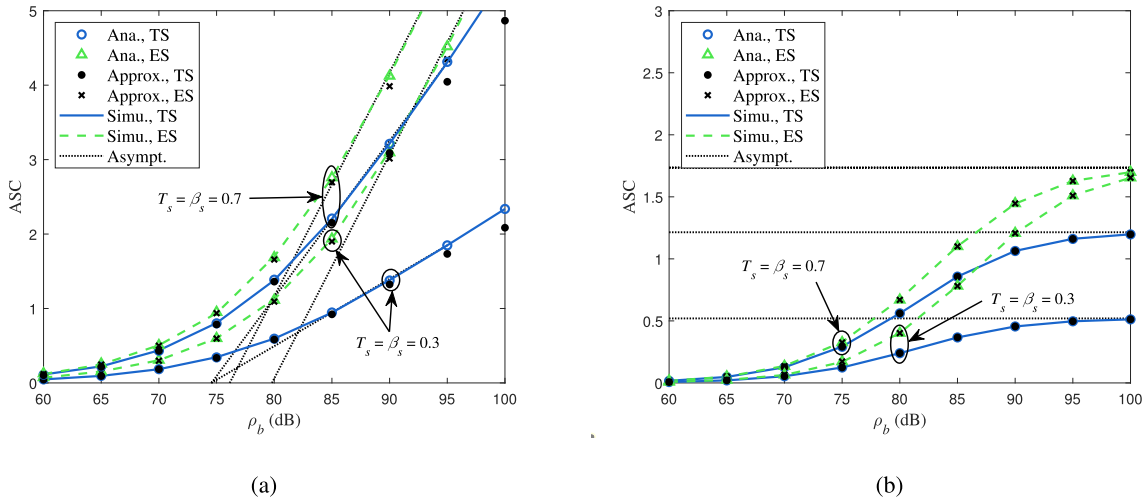 5
4
3
2
1
0
ASC
Ana., TS
Ana., ES
Approx., TS
Approx., ES
Simu., TS
Simu., ES
Asympt.
T_s = β_s = 0.7
T_s = β_s = 0.3
60 65 70 75 80 85 90 95 100
ρ_b (dB)
(a)
3
2.5
2
1.5
1
0.5
0
ASC
Ana., TS
Ana., ES
Approx., TS
Approx., ES
Simu., TS
Simu., ES
Asympt.
T_s = β_s = 0.7
T_s = β_s = 0.3
60 65 70 75 80 85 90 95 100
ρ_b (dB)
(b)